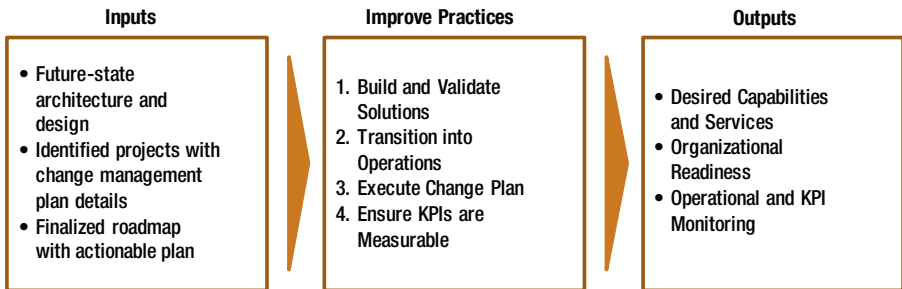 Inputs
• Future-state
architecture and
design
• Identified projects with
change management
plan details
• Finalized roadmap
with actionable plan
Improve Practices
1. Build and Validate
Solutions
2. Transition into
Operations
3. Execute Change Plan
4. Ensure KPIs are
Measurable
Outputs
• Desired Capabilities
and Services
• Organizational
Readiness
• Operational and KPI
Monitoring